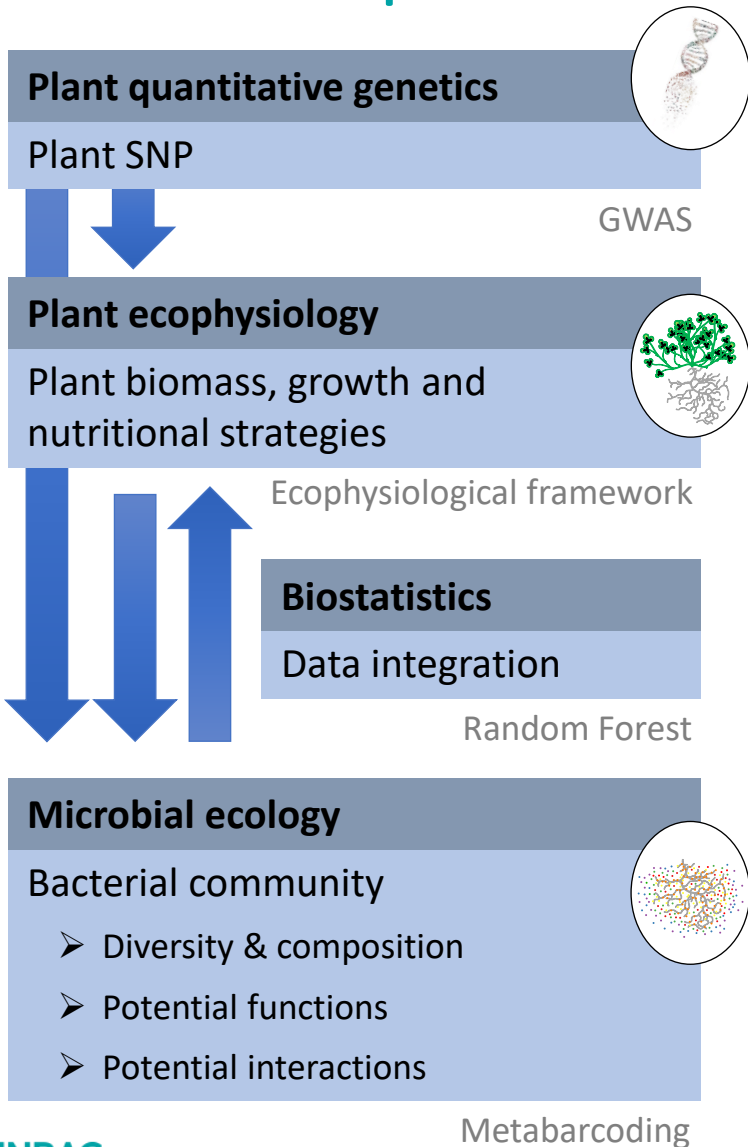 Plant quantitative genetics
Plant SNP
GWAS
Plant ecophysiology
Plant biomass, growth and
nutritional strategies
Ecophysiological framework
Biostatistics
Data integration
Random Forest
Microbial ecology
Bacterial community
➤ Diversity & composition
➤ Potential functions
➤ Potential interactions
Metabarcoding